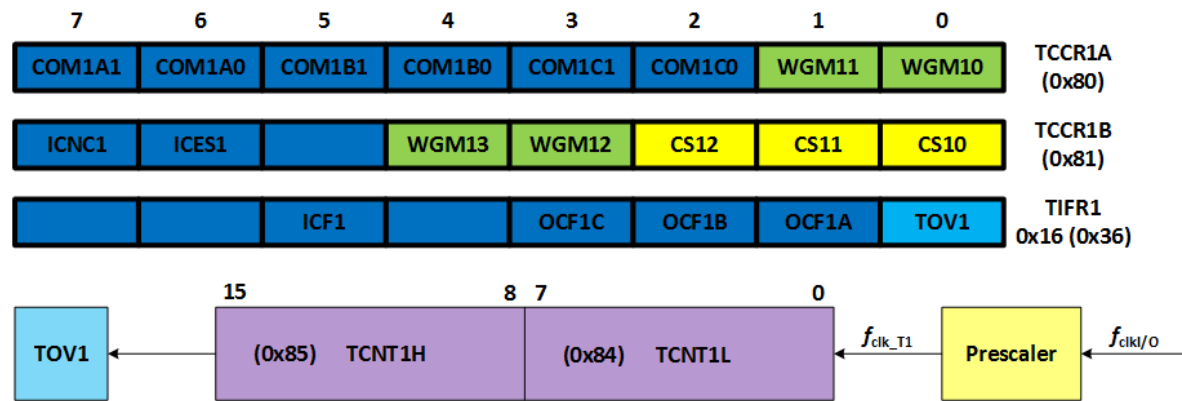 7 6 5 4 3 2 1 0
COM1A1 COM1A0 COM1B1 COM1B0 COM1C1 COM1C0 WGM11 WGM10 TCCR1A
(0x80)
ICNC1 ICES1 WGM13 WGM12 CS12 CS11 CS10 TCCR1B
(0x81)
ICF1 OCF1C OCF1B OCF1A TOV1 TIFR1
0x16 (0x36)
15 8 7 0
TOV1 (0x85) TCNT1H (0x84) TCNT1L fclk_T1 Prescaler fclkI/O